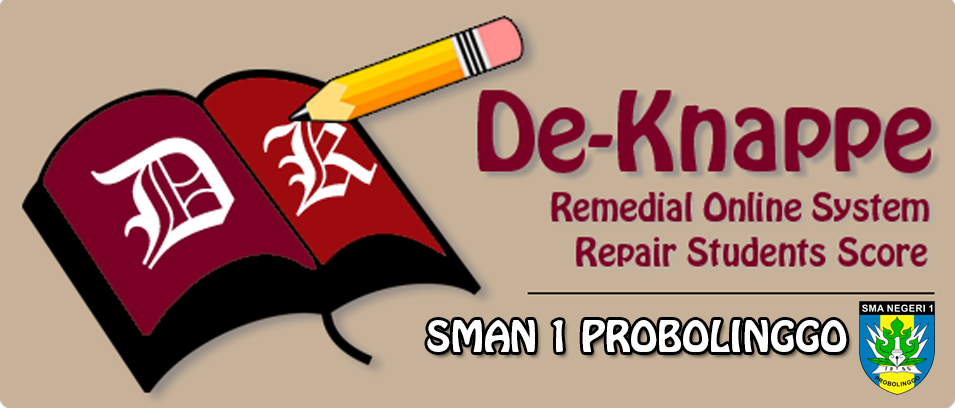 D K
De-Knappe
Remedial Online System
Repair Students Score
SMAN 1 PROBOLINGGO
SMA NEGERI 1
PROBOLINGGO